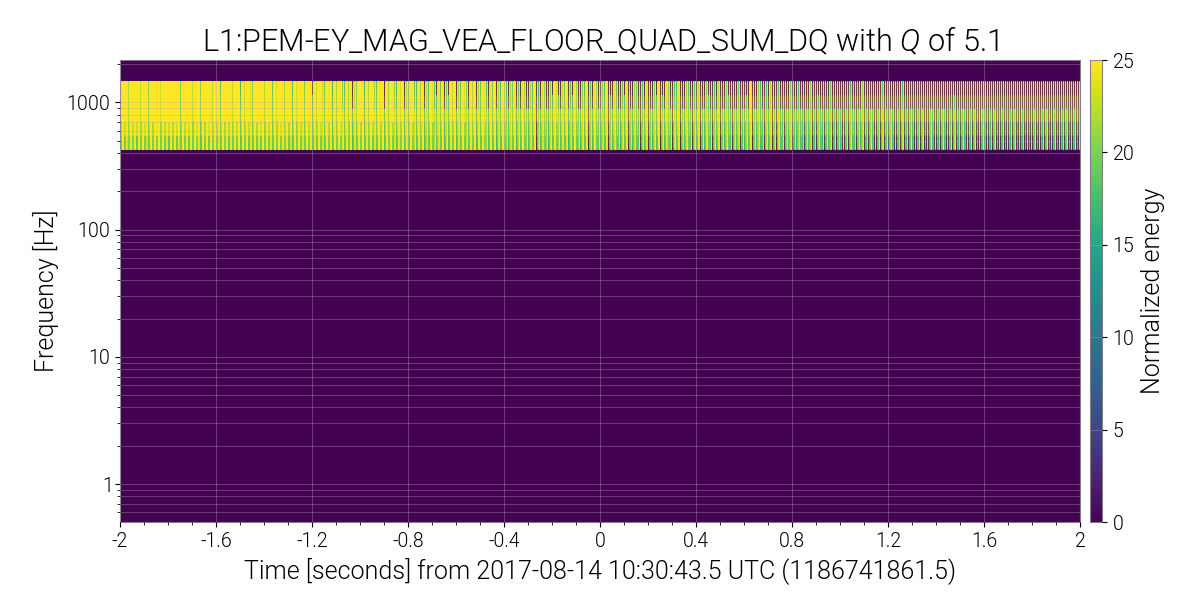 L1:PEM-EY_MAG_VEA_FLOOR_QUAD_SUM_DQ with Q of 5.1
1000
100
10
1
Frequency [Hz]
-2 -1.6 -1.2 -0.8 -0.4 0 0.4 0.8 1.2 1.6 2
Time [seconds] from 2017-08-14 10:30:43.5 UTC (1186741861.5)
25
20
15
10
5
0
Normalized energy